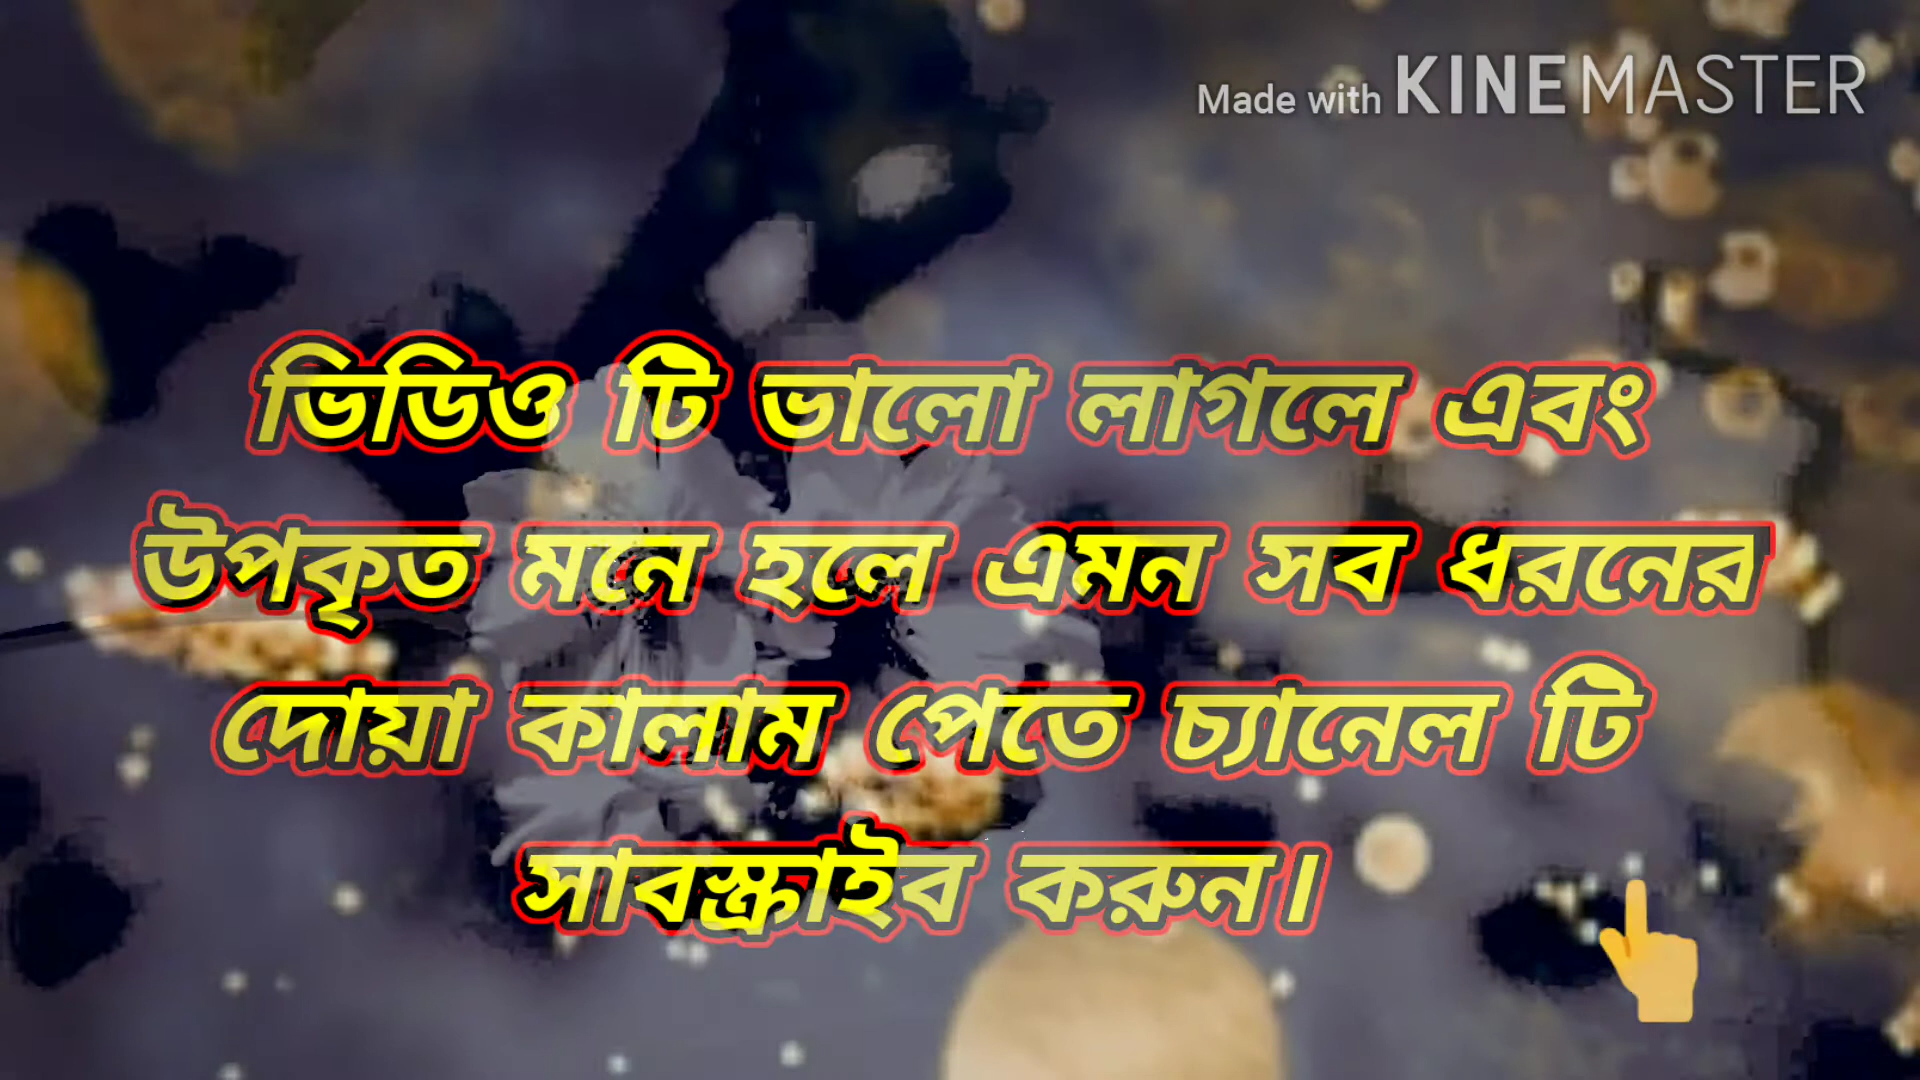 Made with KINEMASTER
ভিডিও টি ভালো লাগলে এবং
উপকৃত মনে হলে এমন সব ধরনের
দোয়া কালাম পেতে চ্যানেল টি
সাবস্ক্রাইব করুন।